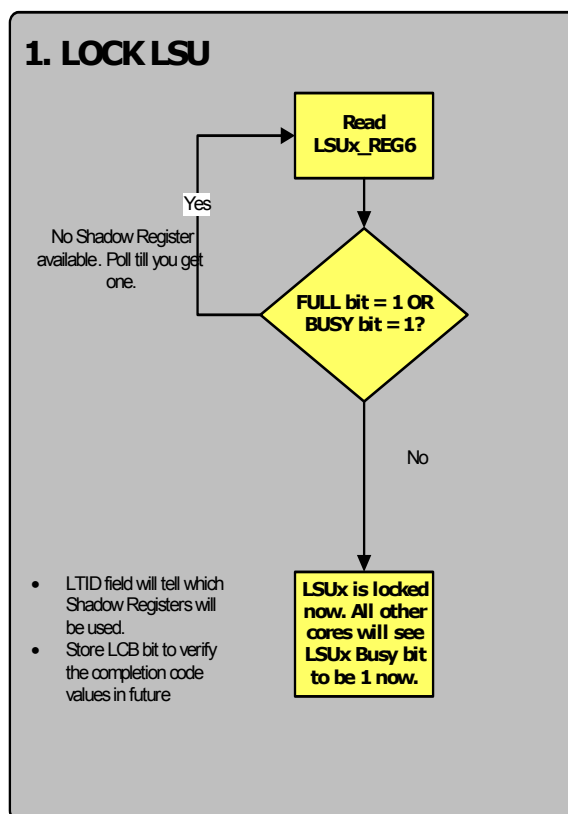 1. LOCK LSU
Read
LSUx_REG6
Yes
No Shadow Register
available. Poll till you get
one.
FULL bit = 1 OR
BUSY bit = 1?
No
• LTID field will tell which
Shadow Registers will
be used.
• Store LCB bit to verify
the completion code
values in future
LSUx is locked
now. All other
cores will see
LSUx Busy bit
to be 1 now.